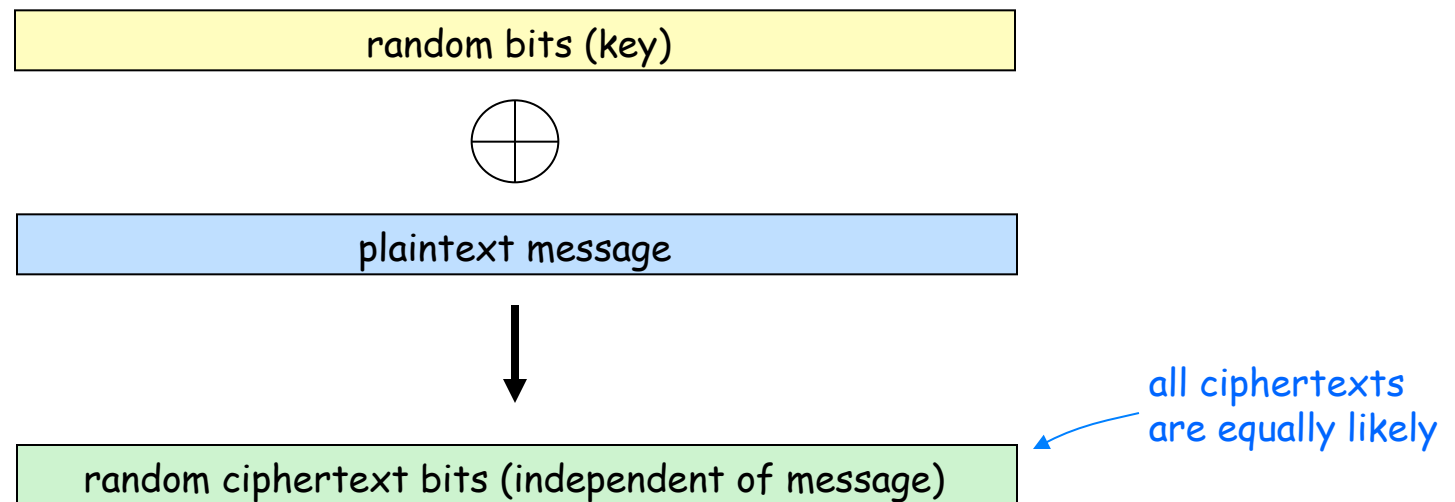 random bits (key)
plaintext message
all ciphertexts
are equally likely
random ciphertext bits (independent of message)